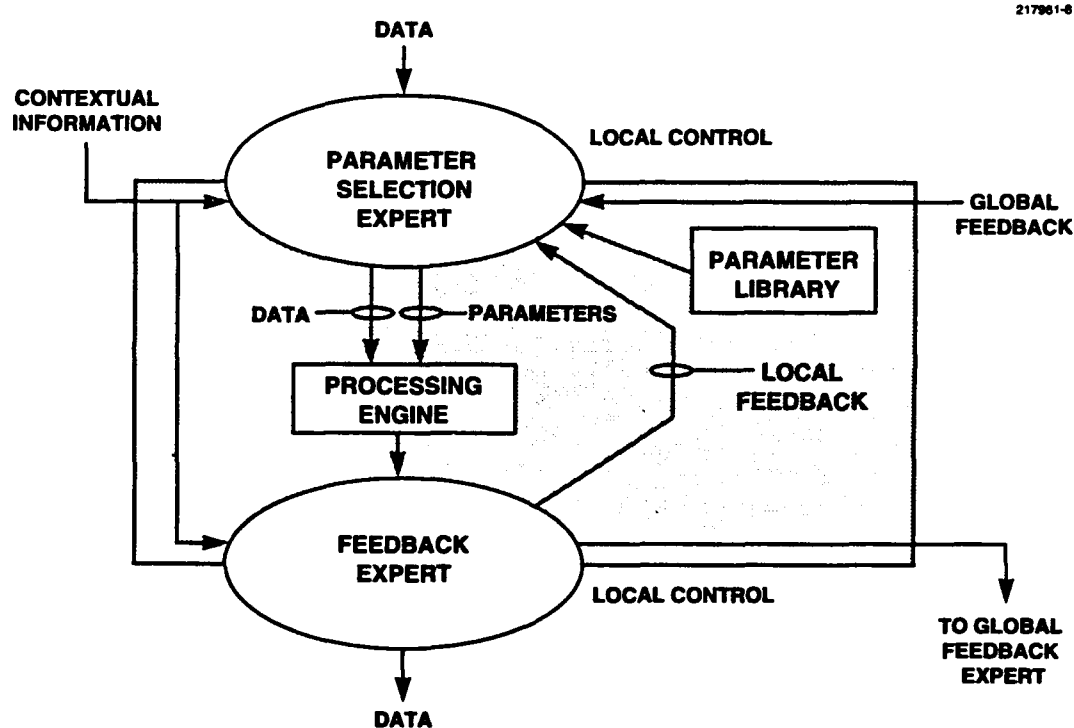 217961-6
DATA
CONTEXTUAL
INFORMATION
LOCAL CONTROL
PARAMETER
SELECTION
EXPERT
GLOBAL
FEEDBACK
PARAMETER
LIBRARY
DATA
PARAMETERS
PROCESSING
ENGINE
LOCAL
FEEDBACK
FEEDBACK
EXPERT
LOCAL CONTROL
TO GLOBAL
FEEDBACK
EXPERT
DATA